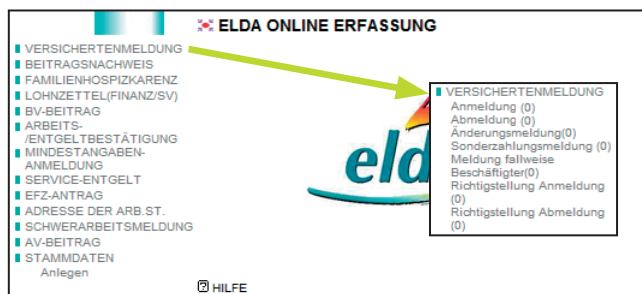 ELDA ONLINE ERFASSUNG
VERSICHERTENMELDUNG
BEITRAGSNACHWEIS
FAMILIENHOSPIZKARENZ
LOHNZETTEL(FINANZ/SV)
BV-BEITRAG
ARBEITS-
/ENTGELTBESTÄTIGUNG
MINDESTANGABEN-
ANMELDUNG
SERVICE-ENTGELT
EFZ-ANTRAG
ADRESSE DER ARB.ST.
SCHWERARBEITSMELDUNG
AV-BEITRAG
STAMMDATEN
Anlegen
HILFE
eld
VERSICHERTENMELDUNG
Anmeldung (0)
Abmeldung (0)
Änderungsmeldung(0)
Sonderzahlungsmeldung (0)
Meldung fallweise
Beschäftigter(0)
Richtigstellung Anmeldung
(0)
Richtigstellung Abmeldung
(0)